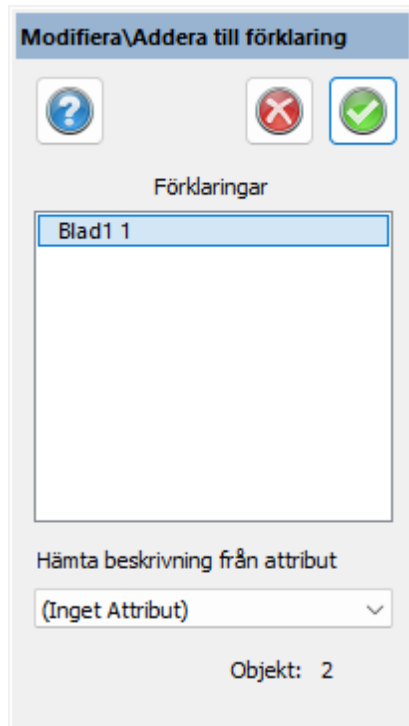 Modifiera\Addera till förklaring
Förklaringar
Blad1 1
Hämta beskrivning från attribut
(Inget Attribut)
Objekt: 2